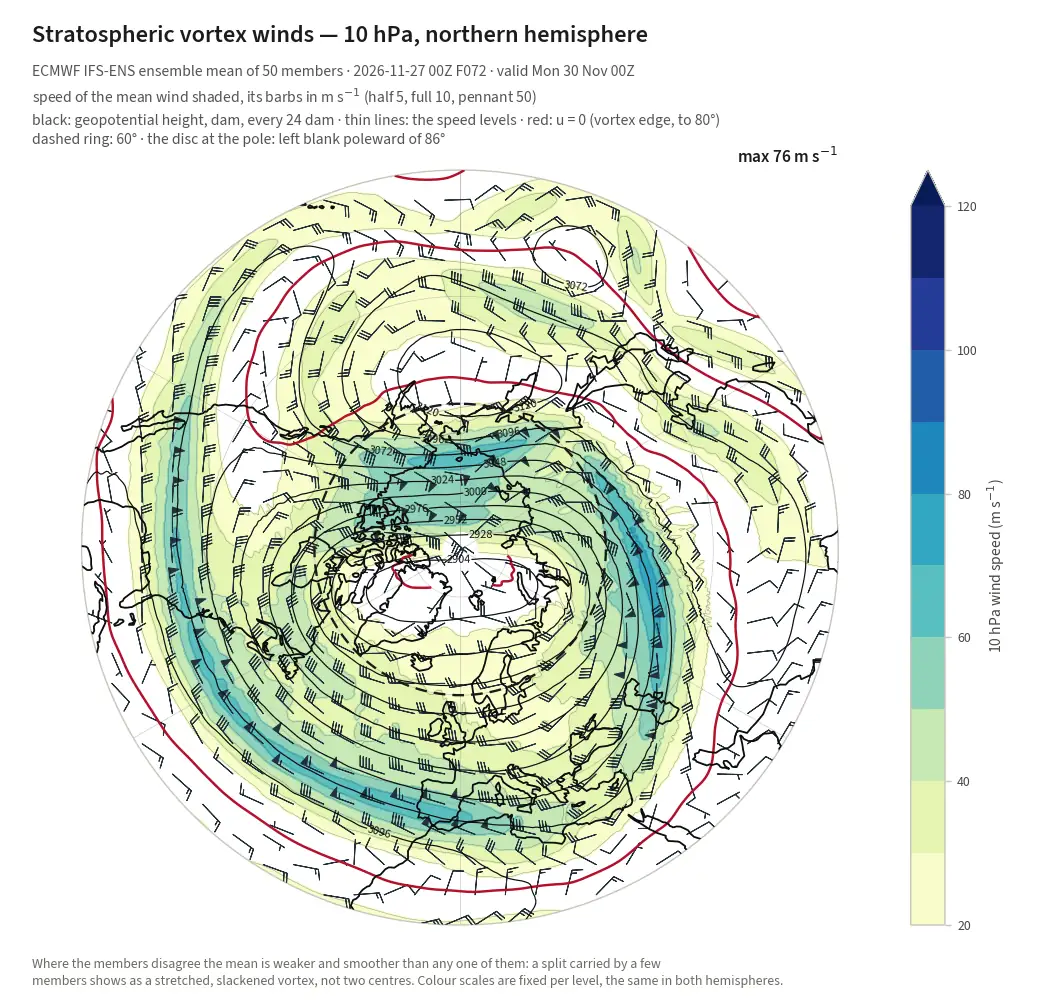 Stratospheric vortex winds — 10 hPa, northern hemisphere
ECMWF IFS-ENS ensemble mean of 50 members · 2026-11-27 00Z F072 · valid Mon 30 Nov 00Z
speed of the mean wind shaded, its barbs in m s⁻¹ (half 5, full 10, pennant 50)
black: geopotential height, dam, every 24 dam · thin lines: the speed levels · red: u = 0 (vortex edge, to 80°)
dashed ring: 60° · the disc at the pole: left blank poleward of 86°
max 76 m s⁻¹
120
100
80
60
40
20
10 hPa wind speed (m s⁻¹)
3072
3096
3072
3048
3024
3000
2976
2952
2928
2904
3096
Where the members disagree the mean is weaker and smoother than any one of them: a split carried by a few
members shows as a stretched, slackened vortex, not two centres. Colour scales are fixed per level, the same in both hemispheres.